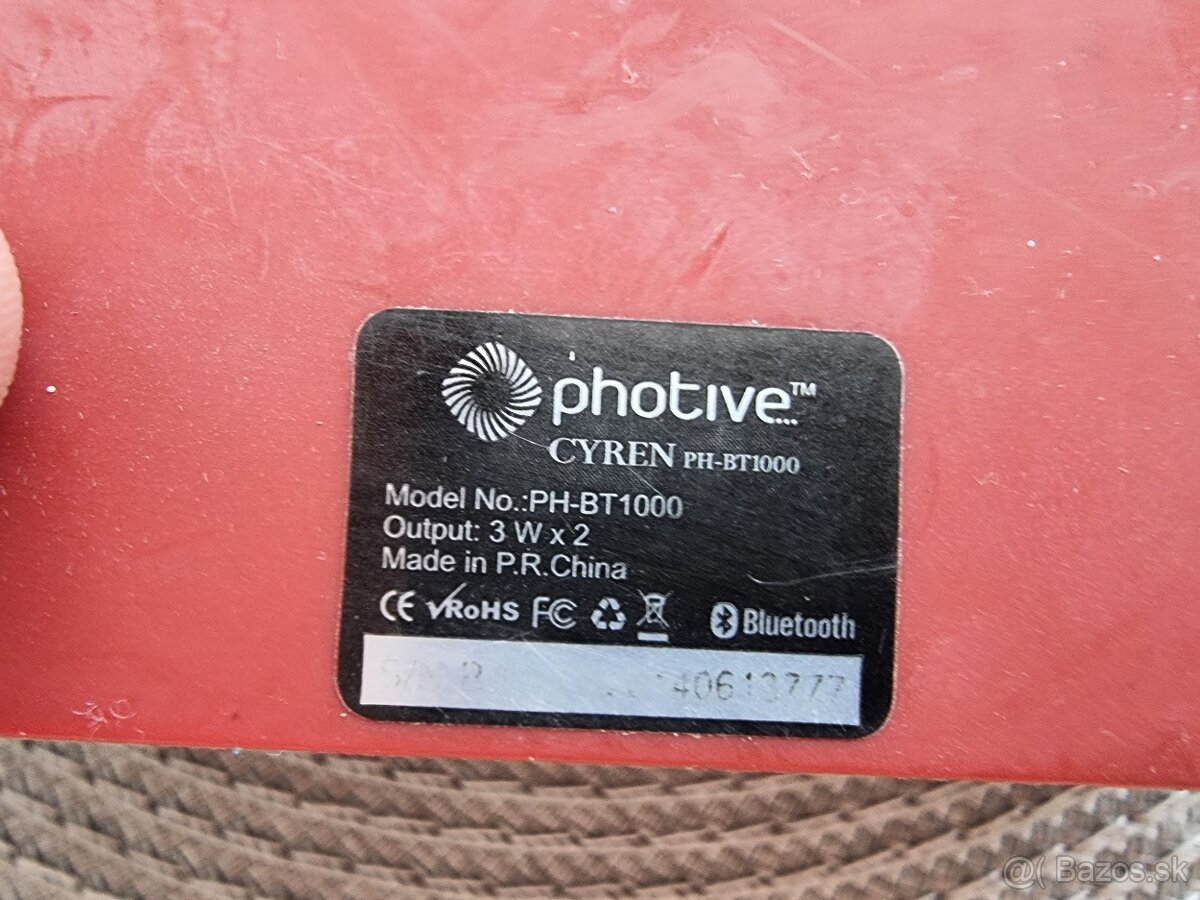 photive™
CYREN PH-BT1000
Model No.:PH-BT1000
Output: 3 W x 2
Made in P.R.China
CE RoHS FC Bluetooth
40613777
@( Bazos.sk